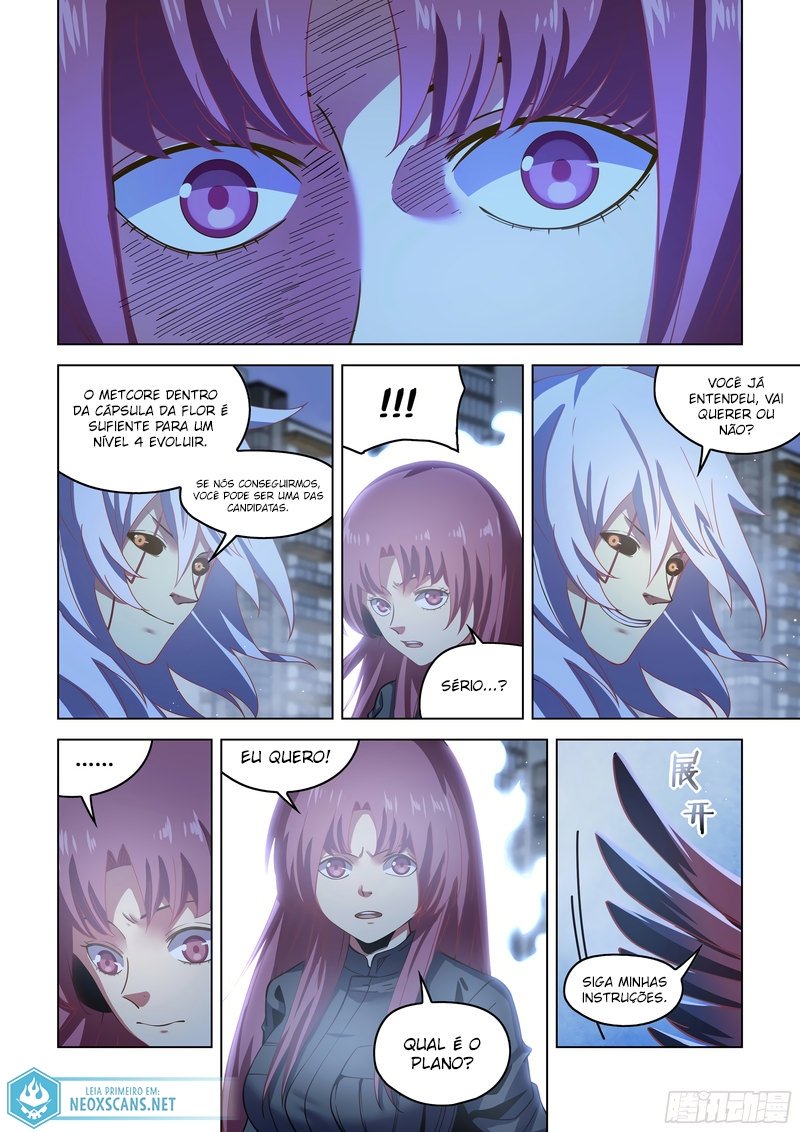 O METCORE DENTRO
DA CÁPSULA DA FLOR É
SUFIENTE PARA UM
NÍVEL 4 EVOLUIR.
SE NÓS CONSEGUIRMOS,
VOCÊ PODE SER UMA DAS
CANDIDATAS.
!!!
SÉRIO...?
VOCÊ JÁ
ENTENDEU, VAI
QUERER OU
NÃO?
......
EU QUERO!
QUAL É O
PLANO?
展
开
SIGA MINHAS
INSTRUÇÕES.
LEIA PRIMEIRO EM:
NEOXSCANS.NET
腾讯动漫